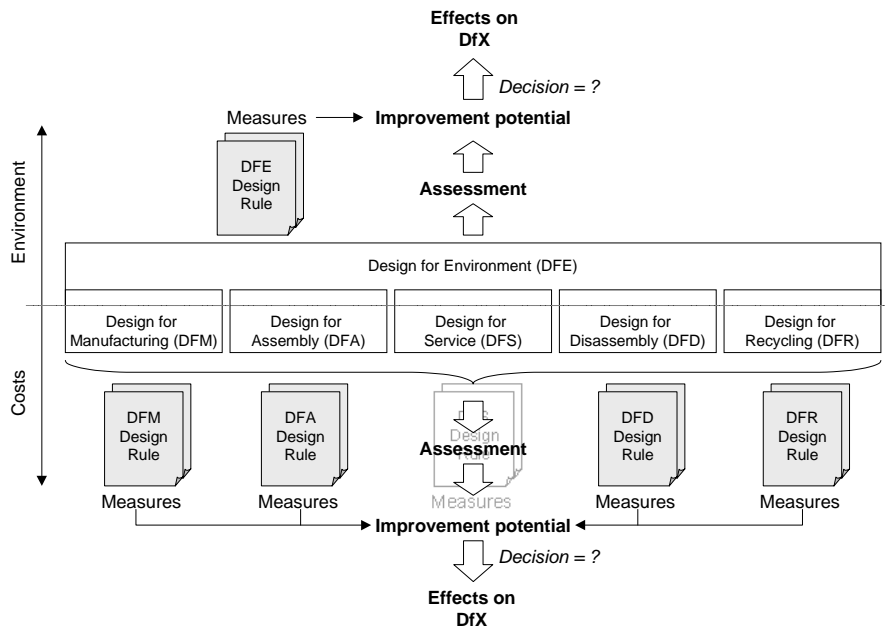 Effects on
DfX
Decision = ?
Measures
Improvement potential
DFE
Design
Rule
Assessment
Environment
Design for Environment (DFE)
Design for
Manufacturing (DFM)
Design for
Assembly (DFA)
Design for
Service (DFS)
Design for
Disassembly (DFD)
Design for
Recycling (DFR)
Costs
DFM
Design
Rule
Measures
DFA
Design
Rule
Measures
Design
Assessment
Measures
DFD
Design
Rule
Measures
DFR
Design
Rule
Measures
Improvement potential
Decision = ?
Effects on
DfX